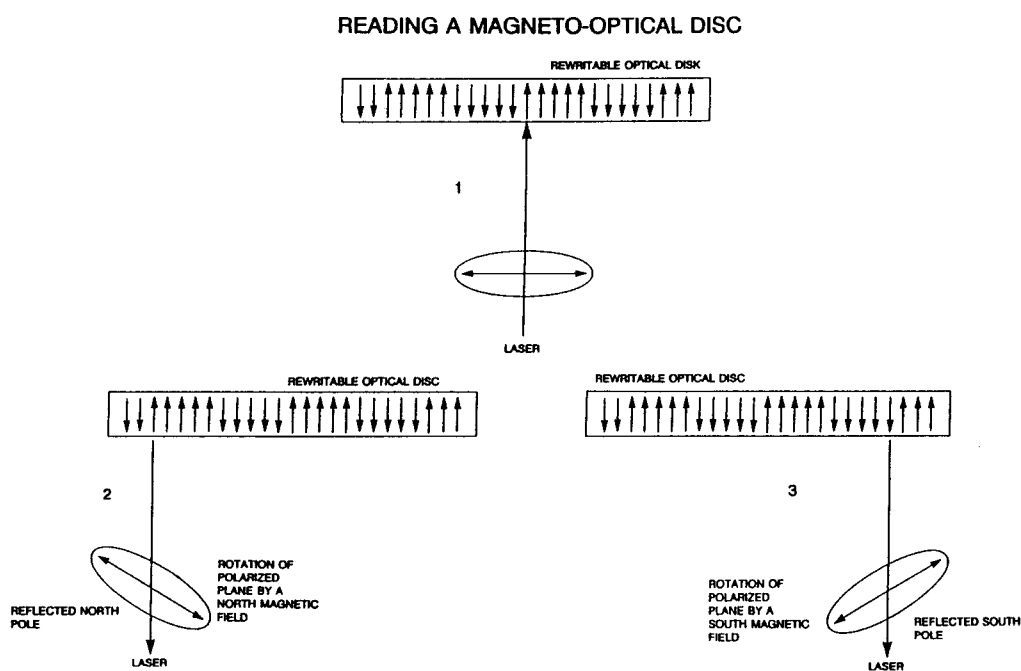 READING A MAGNETO-OPTICAL DISC
REWRITABLE OPTICAL DISK
1
LASER
REWRITABLE OPTICAL DISC
2
REFLECTED NORTH
POLE
ROTATION OF
POLARIZED
PLANE BY A
NORTH MAGNETIC
FIELD
LASER
REWRITABLE OPTICAL DISC
3
ROTATION OF
POLARIZED
PLANE BY A
SOUTH MAGNETIC
FIELD
REFLECTED SOUTH
POLE
LASER